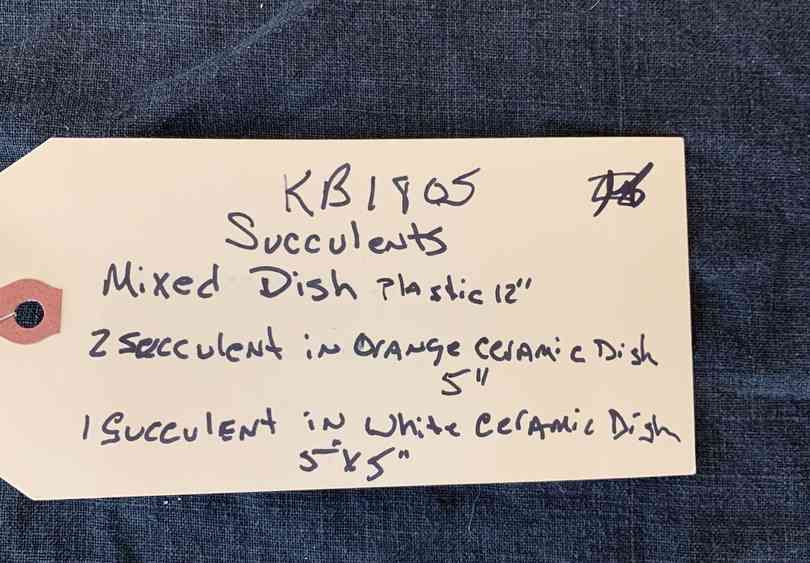 KB1805
Succulents
Mixed Dish Plastic 12"
2 Succulent in Orange Ceramic Dish
5"
1 Succulent in White Ceramic Dish
5"x5"